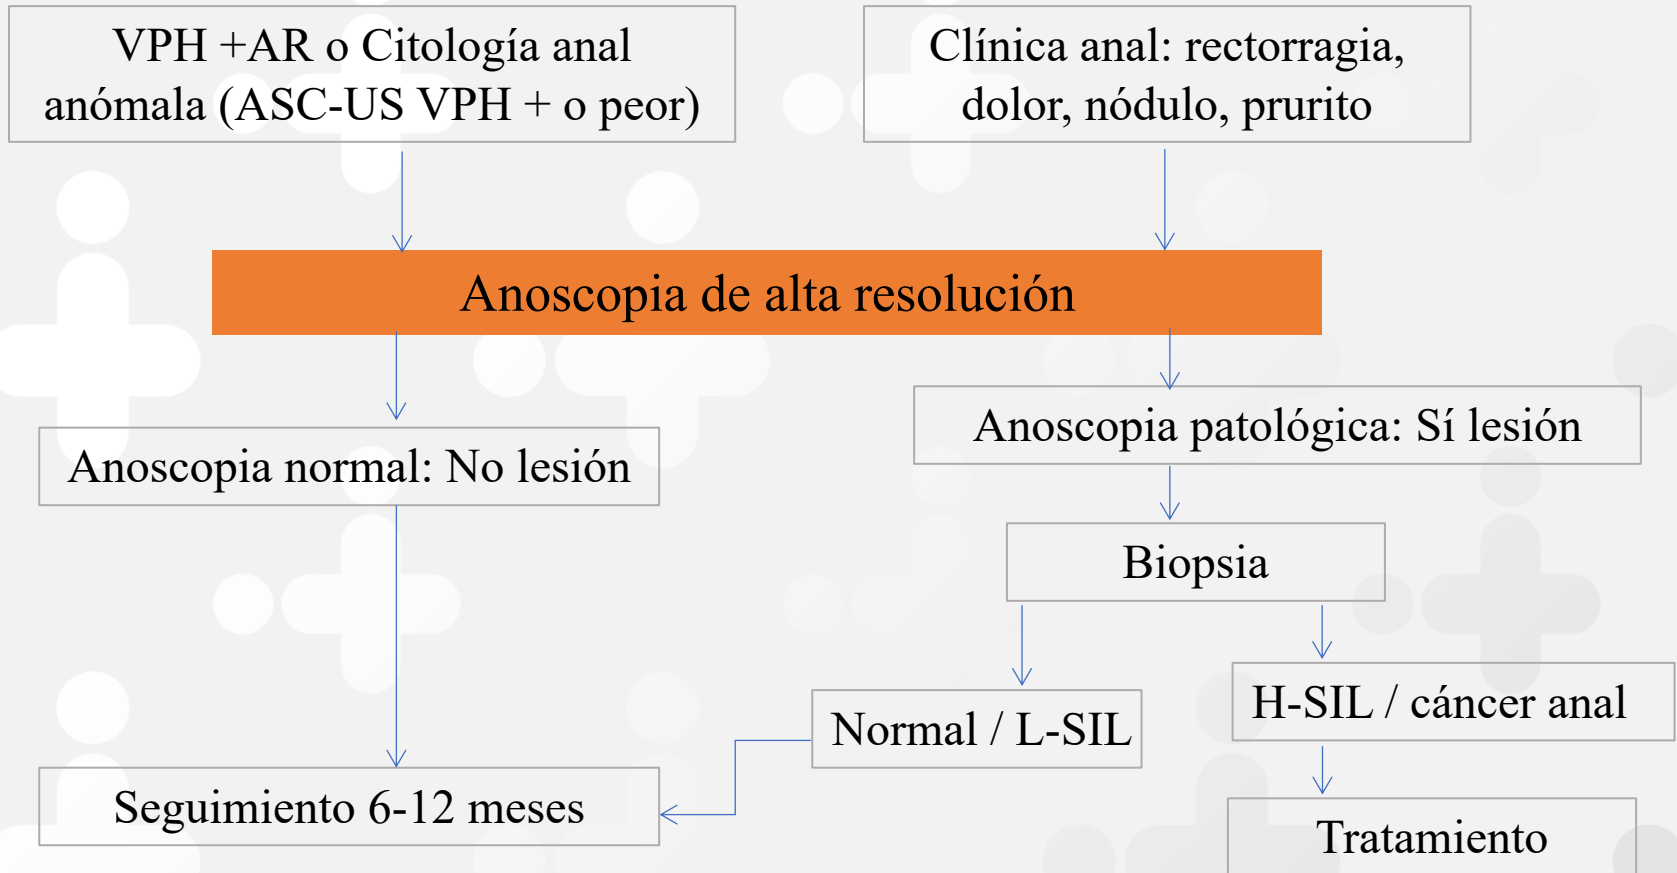 VPH +AR o Citología anal
anómala (ASC-US VPH + o peor)
Clínica anal: rectorragia,
dolor, nódulo, prurito
Anoscopia de alta resolución
Anoscopia normal: No lesión
Anoscopia patológica: Sí lesión
Biopsia
Normal / L-SIL
H-SIL / cáncer anal
Seguimiento 6-12 meses
Tratamiento